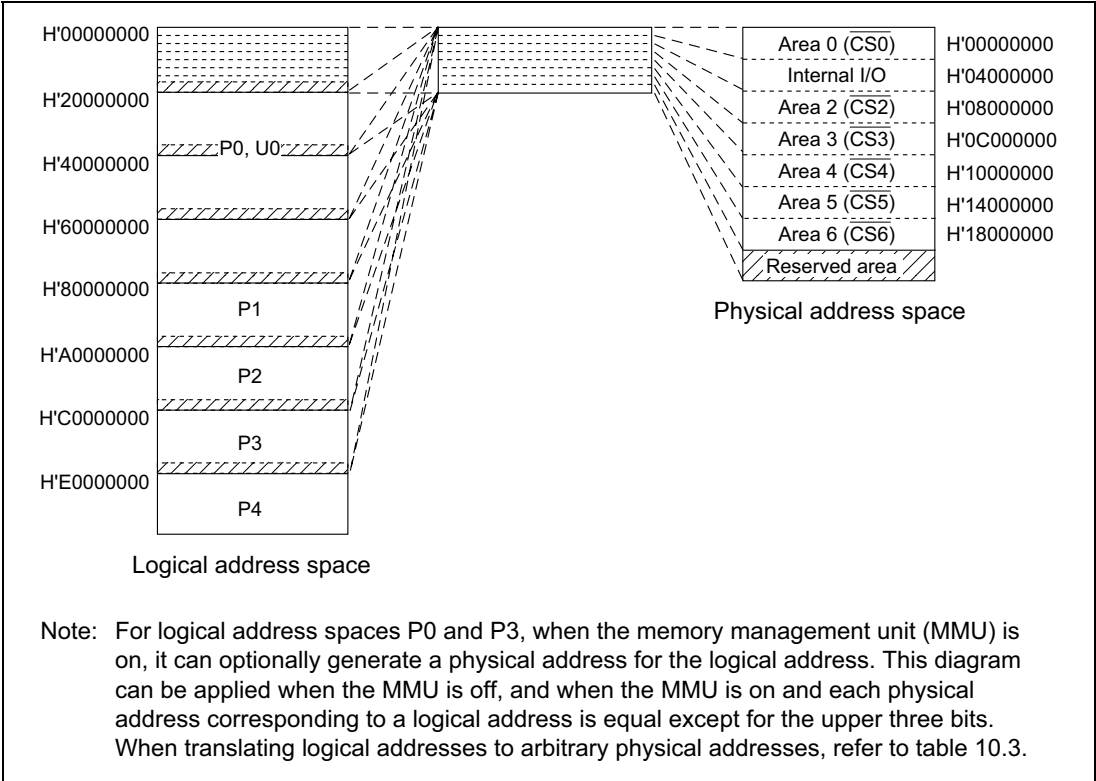 H'00000000
H'20000000
H'40000000
H'60000000
H'80000000
H'A0000000
H'C0000000
H'E0000000
P0, U0
P1
P2
P3
P4
Logical address space
Area 0 (CS0) H'00000000
Internal I/O H'04000000
Area 2 (CS2) H'08000000
Area 3 (CS3) H'0C000000
Area 4 (CS4) H'10000000
Area 5 (CS5) H'14000000
Area 6 (CS6) H'18000000
Reserved area
Physical address space
Note: For logical address spaces P0 and P3, when the memory management unit (MMU) is
on, it can optionally generate a physical address for the logical address. This diagram
can be applied when the MMU is off, and when the MMU is on and each physical
address corresponding to a logical address is equal except for the upper three bits.
When translating logical addresses to arbitrary physical addresses, refer to table 10.3.